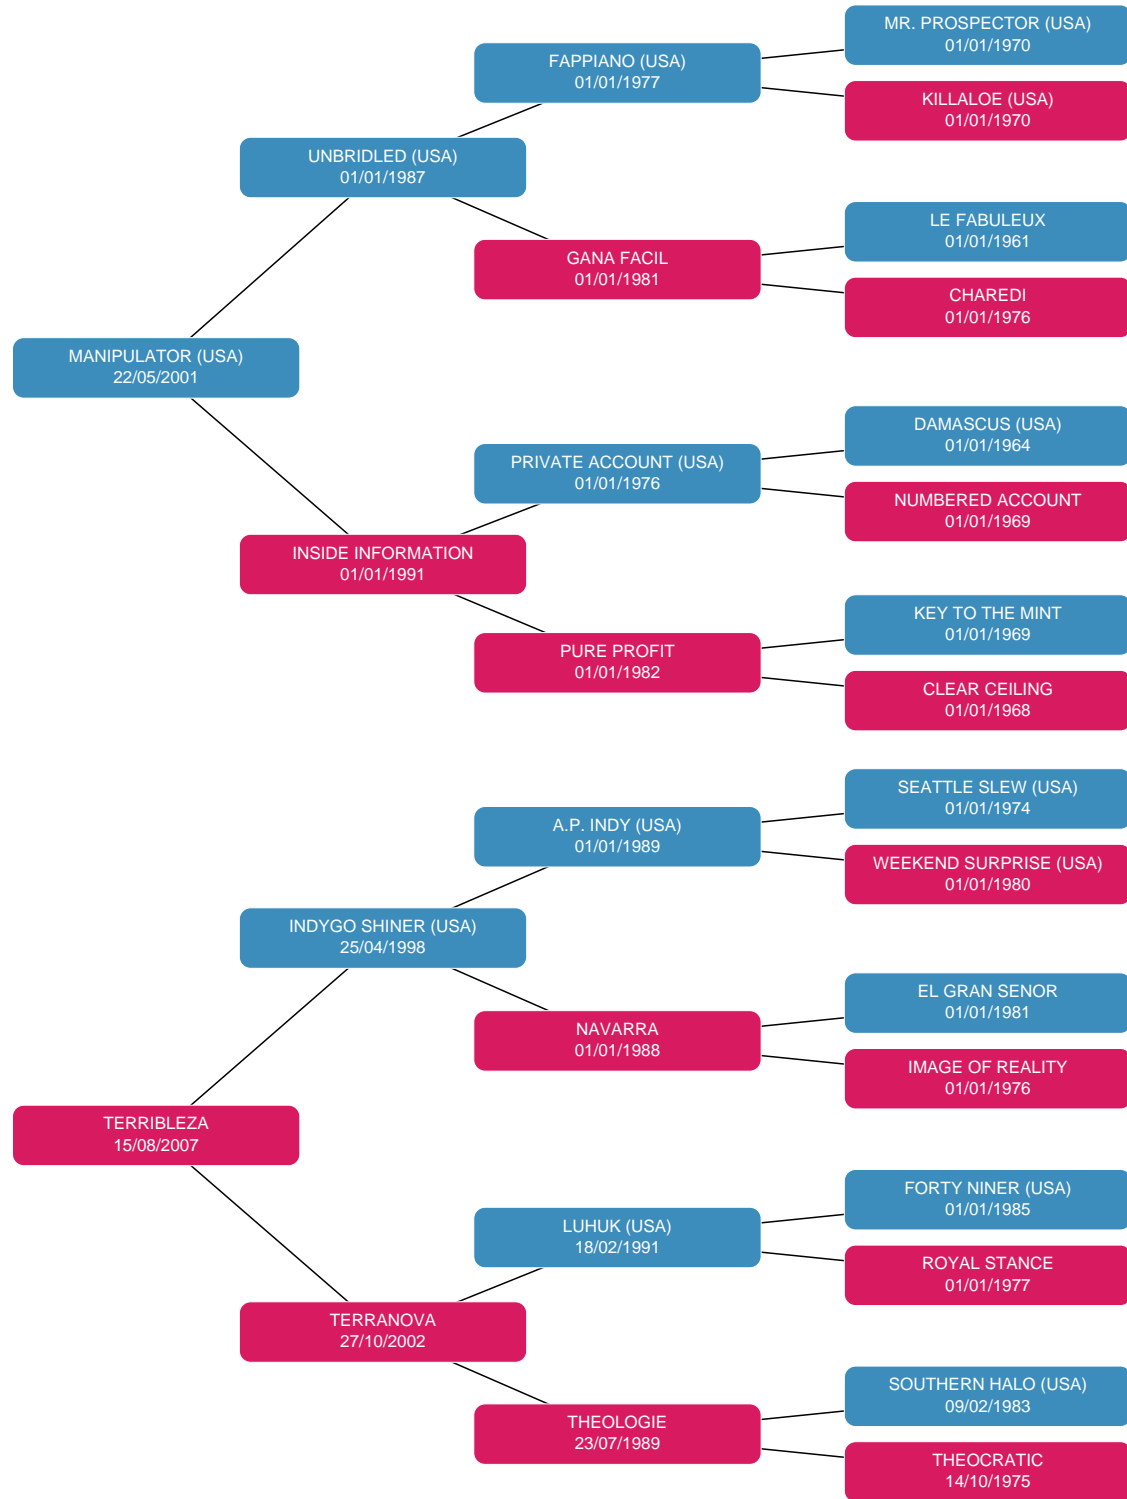 MR. PROSPECTOR (USA)
01/01/1970
FAPPIANO (USA)
01/01/1977
KILLALOE (USA)
01/01/1970
UNBRIDLED (USA)
01/01/1987
LE FABULEUX
01/01/1961
GANA FACIL
01/01/1981
CHAREDI
01/01/1976
MANIPULATOR (USA)
22/05/2001
DAMASCUS (USA)
01/01/1964
PRIVATE ACCOUNT (USA)
01/01/1976
NUMBERED ACCOUNT
01/01/1969
INSIDE INFORMATION
01/01/1991
KEY TO THE MINT
01/01/1969
PURE PROFIT
01/01/1982
CLEAR CEILING
01/01/1968
SEATTLE SLEW (USA)
01/01/1974
A.P. INDY (USA)
01/01/1989
WEEKEND SURPRISE (USA)
01/01/1980
INDYGO SHINER (USA)
25/04/1998
EL GRAN SENOR
01/01/1981
NAVARRA
01/01/1988
IMAGE OF REALITY
01/01/1976
TERRIBLEZA
15/08/2007
FORTY NINER (USA)
01/01/1985
LUHUK (USA)
18/02/1991
ROYAL STANCE
01/01/1977
TERRANOVA
27/10/2002
SOUTHERN HALO (USA)
09/02/1983
THEOLOGIE
23/07/1989
THEOCRATIC
14/10/1975